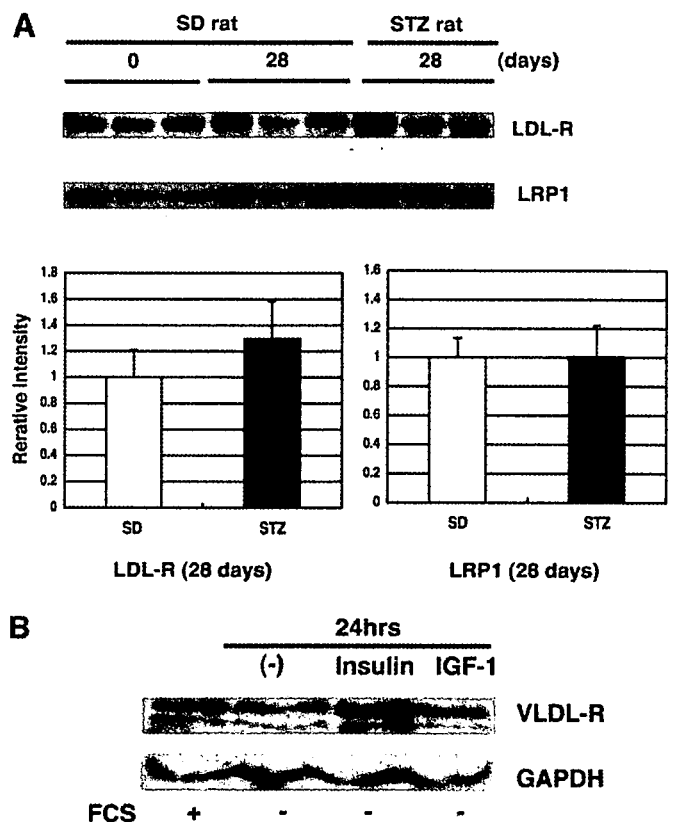 A
SD rat STZ rat
0 28 28 (days)
LDL-R
LRP1
Rerative Intensity
1.8
1.6
1.4
1.2
1
0.8
0.6
0.4
0.2
0
SD STZ
LDL-R (28 days)
1.6
1.4
1.2
1
0.8
0.6
0.4
0.2
0
SD STZ
LRP1 (28 days)
B
24hrs
(-) Insulin IGF-1
VLDL-R
GAPDH
FCS + - - -